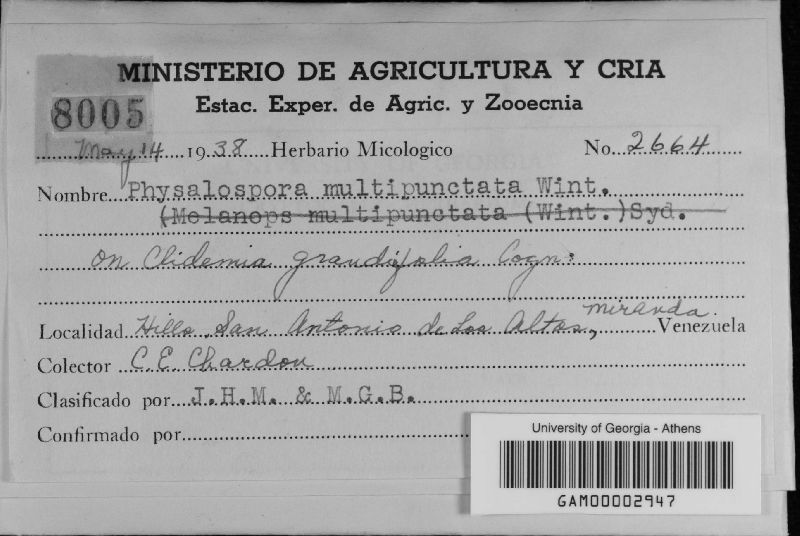 MINISTERIO DE AGRICULTURA Y CRIA
8005
Estac. Exper. de Agric. y Zooecnia
May 14 1938 Herbario Micologico No. 2664
Nombre Physalospora multipunctata Wint.
(Melanops multipunctata (Wint.) Syd.
on Clidemia grandifolia Cogn:
Localidad Hills San Antonio de Los Altos, Miranda. Venezuela
Colector C. E. Chardon
Clasificado por J.H.M. & M.G.B.
Confirmado por
University of Georgia - Athens
GAM00002947